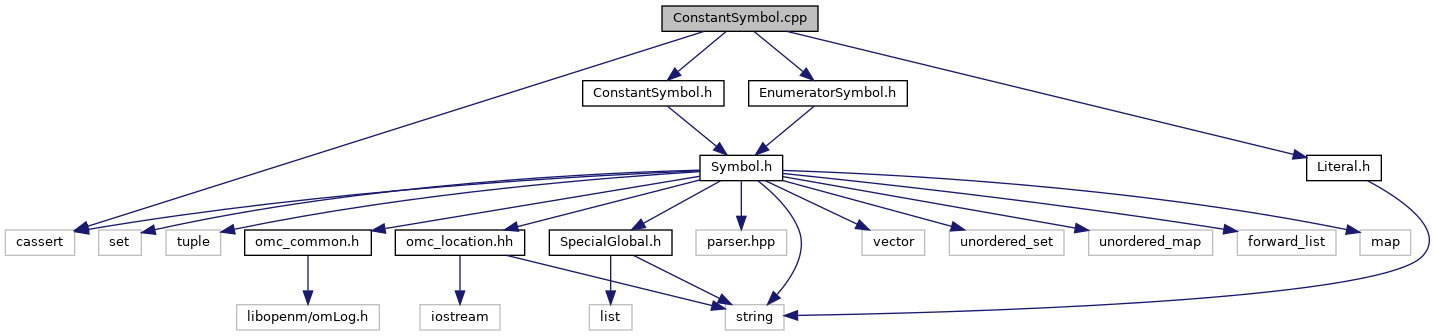 ConstantSymbol.cpp
ConstantSymbol.h
EnumeratorSymbol.h
Symbol.h
Literal.h
cassert
set
tuple
omc_common.h
omc_location.hh
SpecialGlobal.h
parser.hpp
vector
unordered_set
unordered_map
forward_list
map
libopenm/omLog.h
iostream
list
string